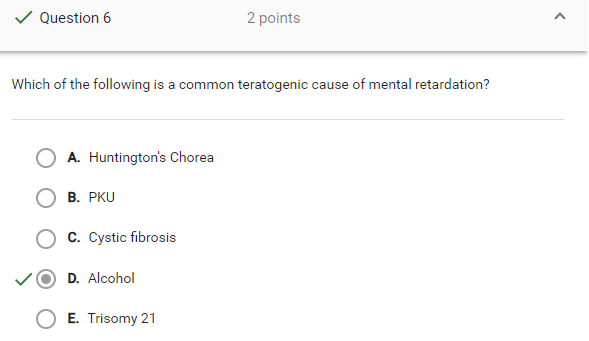 Question 6 2 points
Which of the following is a common teratogenic cause of mental retardation?
A. Huntington's Chorea
B. PKU
C. Cystic fibrosis
D. Alcohol
E. Trisomy 21